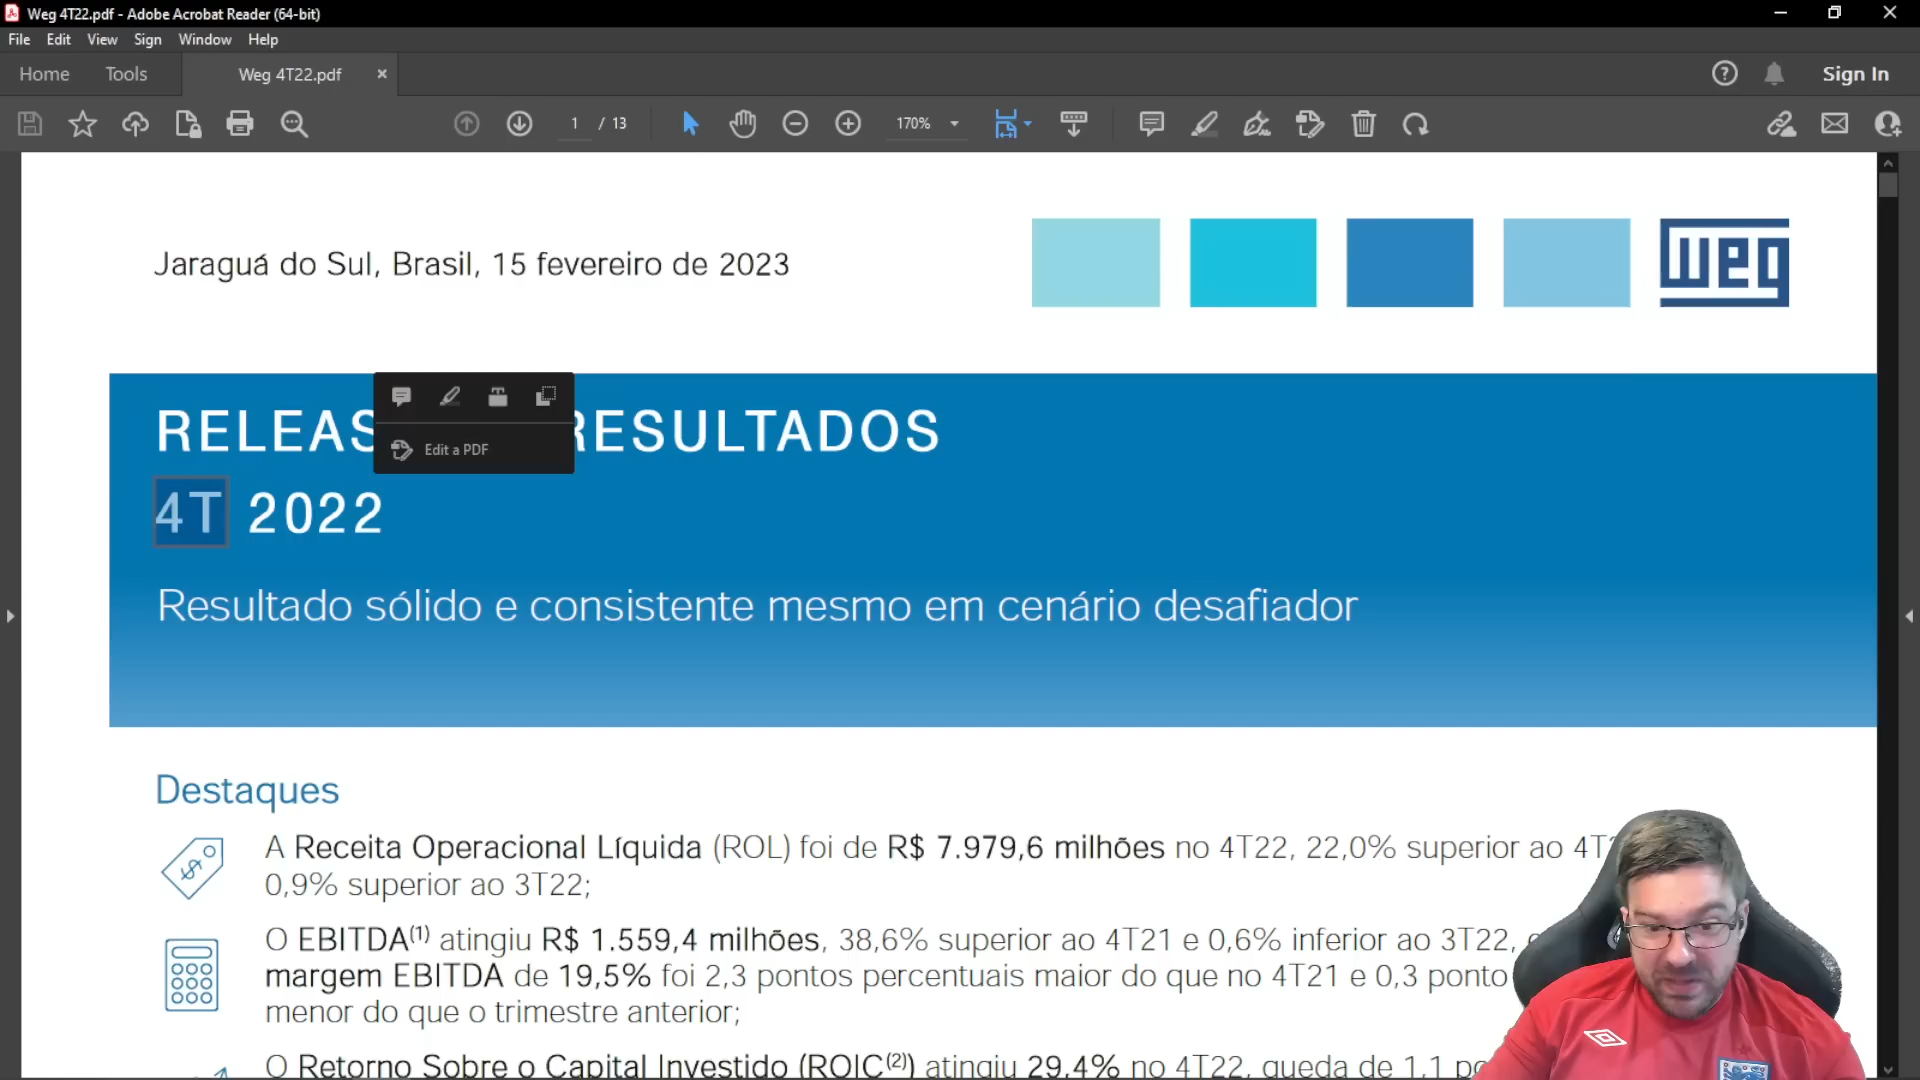 Weg 4T22.pdf - Adobe Acrobat Reader (64-bit)
File Edit View Sign Window Help
Home Tools Weg 4T22.pdf Sign In
1 / 13 170%
Jaraguá do Sul, Brasil, 15 fevereiro de 2023
weg
RELEAS RESULTADOS
Edit a PDF
4T 2022
Resultado sólido e consistente mesmo em cenário desafiador
Destaques
A Receita Operacional Líquida (ROL) foi de R$ 7.979,6 milhões no 4T22, 22,0% superior ao
0,9% superior ao 3T22;
O EBITDA(1) atingiu R$ 1.559,4 milhões, 38,6% superior ao 4T21 e 0,6% inferior ao 3T22,
margem EBITDA de 19,5% foi 2,3 pontos percentuais maior do que no 4T21 e 0,3 ponto
menor do que o trimestre anterior;
O Retorno Sobre o Capital Investido (ROIC(2)) atingiu 29,4% no 4T22, queda de 1,1